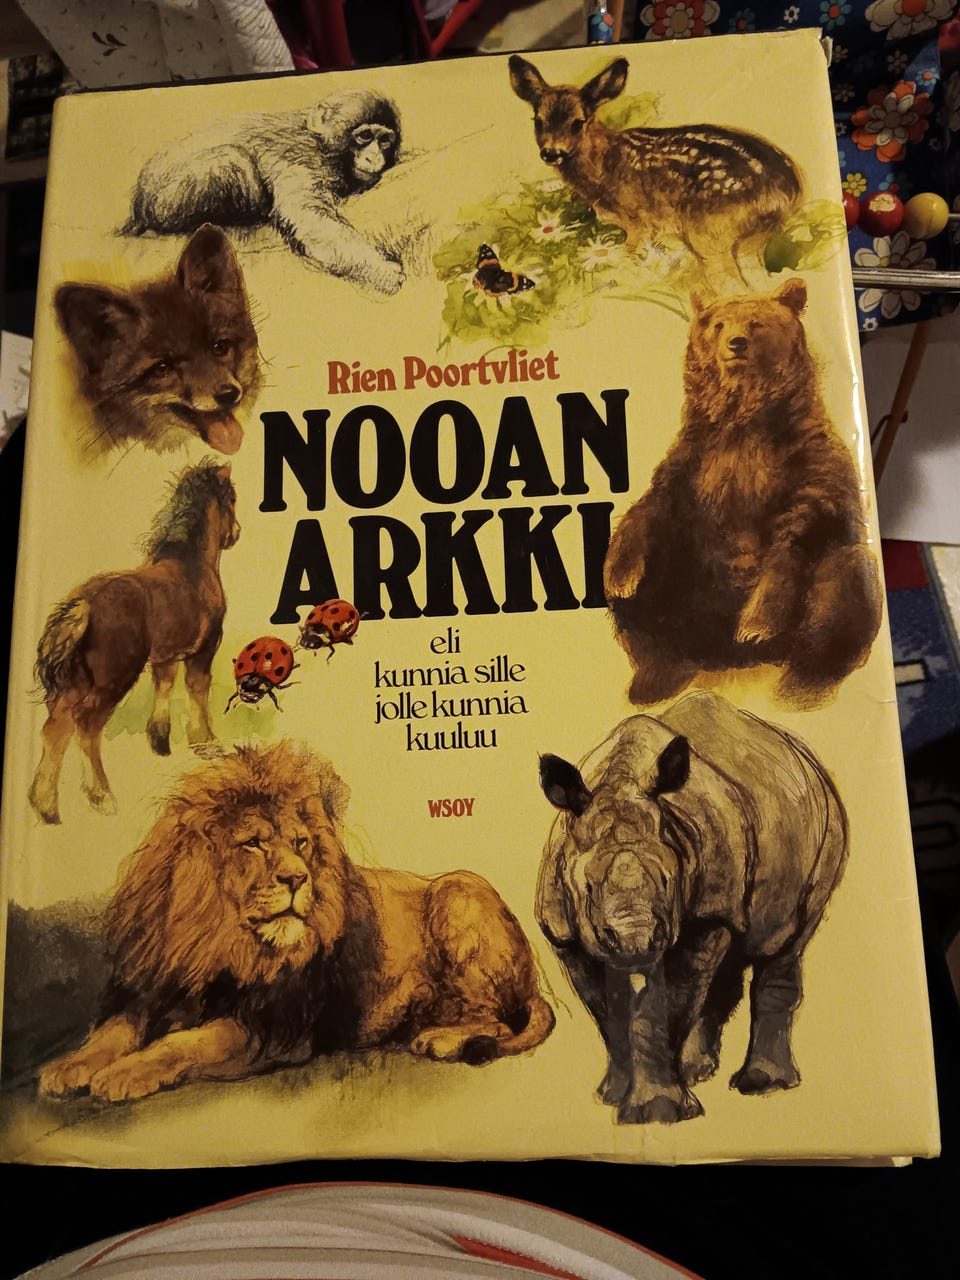 Rien Poortvliet
NOOAN
ARKKI
eli
kunnia sille
jolle kunnia
kuuluu
WSOY